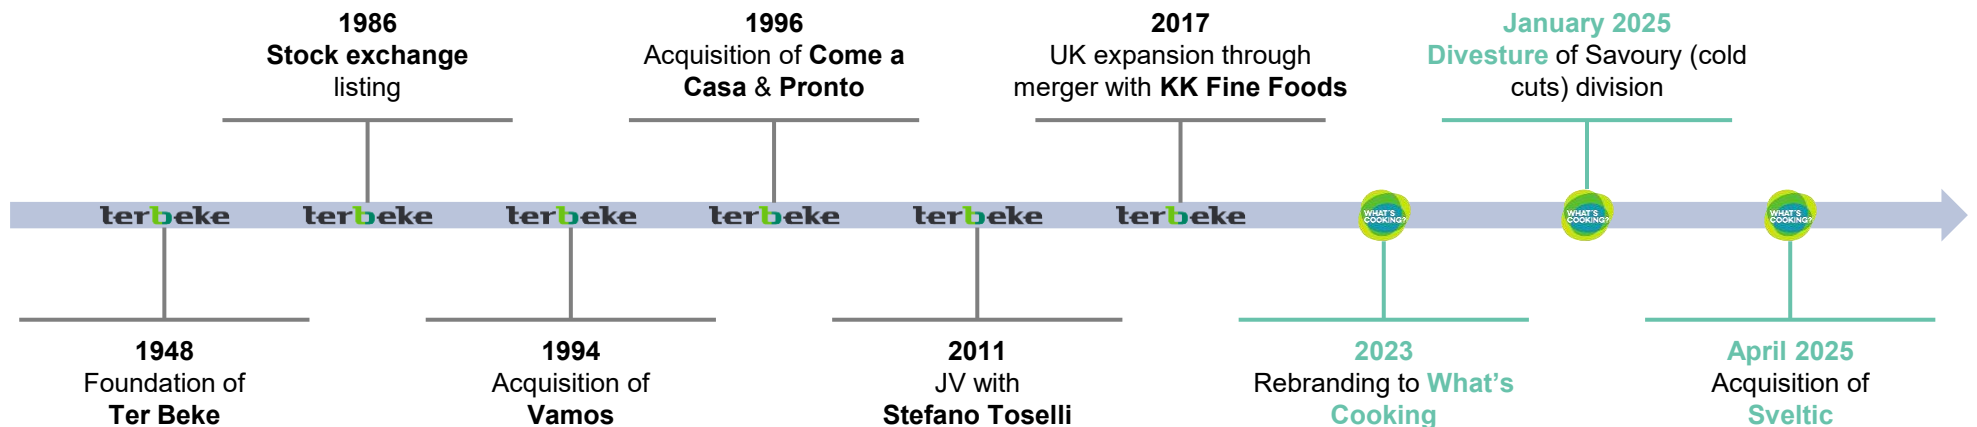 1986
Stock exchange
listing
1996
Acquisition of Come a
Casa & Pronto
2017
UK expansion through
merger with KK Fine Foods
January 2025
Divesture of Savoury (cold
cuts) division
terbeke
terbeke
terbeke
terbeke
terbeke
terbeke
WHAT'S
COOKING?
WHAT'S
COOKING?
WHAT'S
COOKING?
1948
Foundation of
Ter Beke
1994
Acquisition of
Vamos
2011
JV with
Stefano Toselli
2023
Rebranding to What’s
Cooking
April 2025
Acquisition of
Sveltic